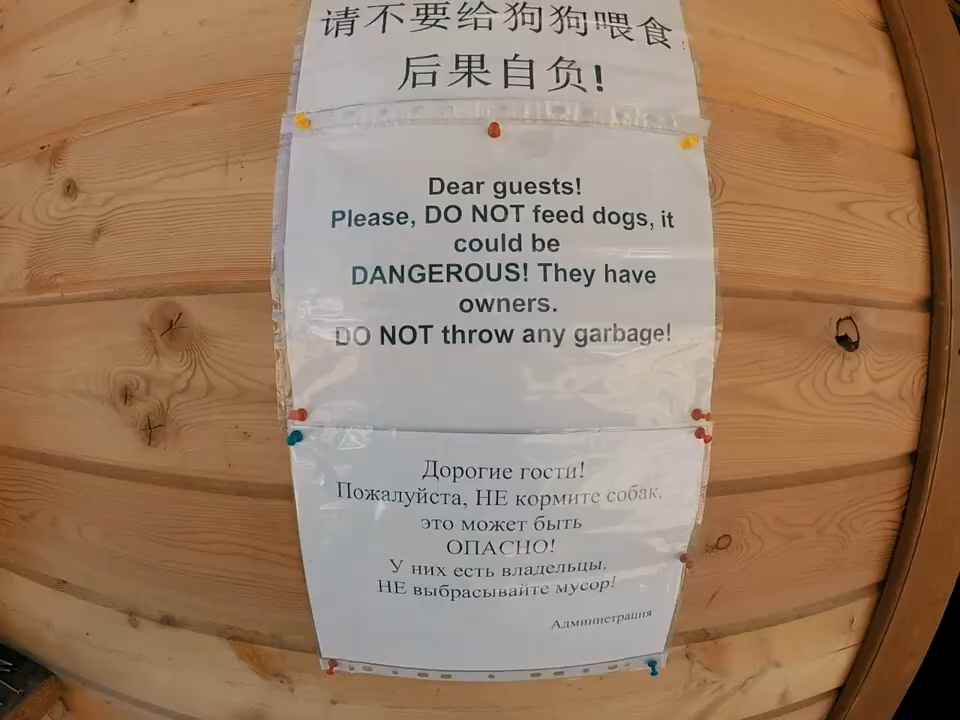 请不要给狗狗喂食
后果自负!
Dear guests!
Please, DO NOT feed dogs, it
could be
DANGEROUS! They have
owners.
DO NOT throw any garbage!
Дорогие гости!
Пожалуйста, НЕ кормите собак,
это может быть
ОПАСНО!
У них есть владельцы.
НЕ выбрасывайте мусор!
Администрация